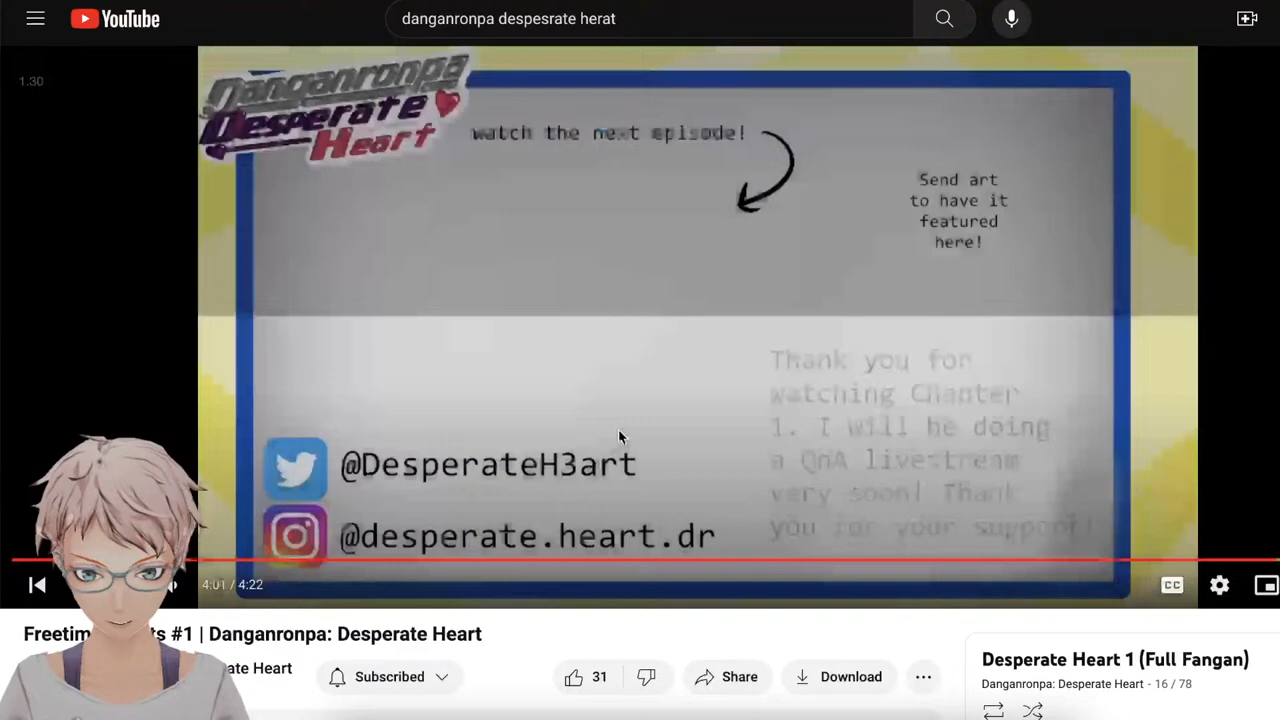 YouTube
danganronpa despesrate herat
1.30
Danganronpa
Desperate
Heart
watch the next episode!
Send art
to have it
featured
here!
Thank you for
watching Chapter
1. I will be doing
a QnA livestream
very soon! Thank
you for your support!
@DesperateH3art
@desperate.heart.dr
4:01 / 4:22
CC
Freetim ts #1 | Danganronpa: Desperate Heart
ate Heart
Subscribed
31
Share
Download
Desperate Heart 1 (Full Fangan)
Danganronpa: Desperate Heart - 16 / 78